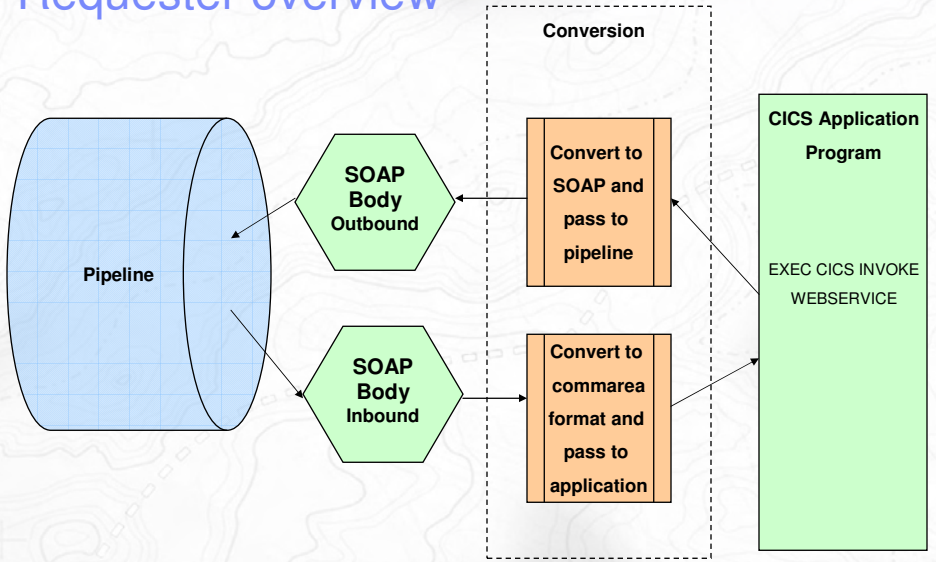 Requester overview
Conversion
CICS Application
Program
Convert to
SOAP and
pass to
pipeline
SOAP
Body
Outbound
Pipeline
EXEC CICS INVOKE
WEBSERVICE
SOAP
Body
Inbound
Convert to
commarea
format and
pass to
application